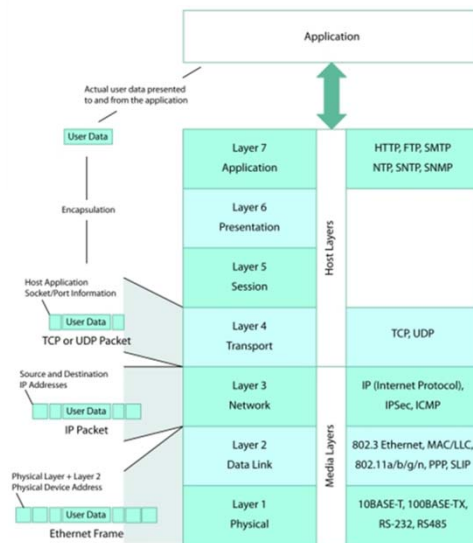 Application
Actual user data presented
to and from the application
User Data
Encapsulation
Host Application
Socket/Port Information
User Data
TCP or UDP Packet
Source and Destination
IP Addresses
User Data
IP Packet
Physical Layer + Layer 2
Physical Device Address
User Data
Ethernet Frame
Layer 7
Application
Layer 6
Presentation
Layer 5
Session
Layer 4
Transport
Layer 3
Network
Layer 2
Data Link
Layer 1
Physical
Host Layers
Media Layers
HTTP, FTP, SMTP
NTP, SNTP, SNMP
TCP, UDP
IP (Internet Protocol),
IPSec, ICMP
802.3 Ethernet, MAC/LLC,
802.11a/b/g/n, PPP, SLIP
10BASE-T, 100BASE-TX,
RS-232, RS485